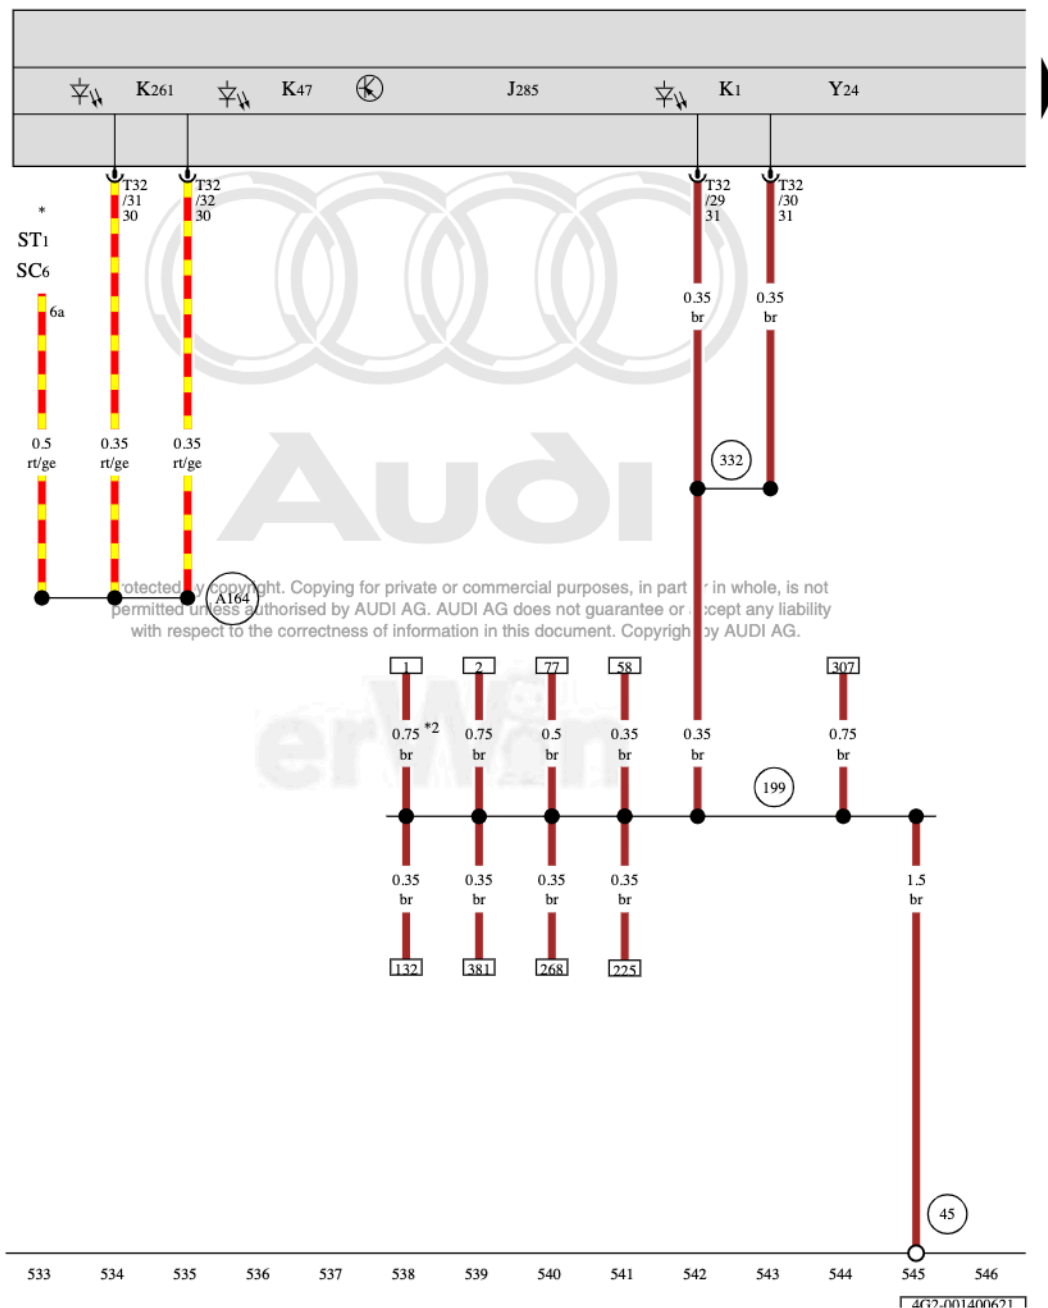 K261 K47 J285 K1 Y24
T32 T32 T32 T32
/31 /32 /29 /30
30 30 31 31
*
ST1
SC6
6a
0.35 0.35
br br
0.5 0.35 0.35
rt/ge rt/ge rt/ge
332
Audi
A164
Protected by copyright. Copying for private or commercial purposes, in part or in whole, is not
permitted unless authorised by AUDI AG. AUDI AG does not guarantee or accept any liability
with respect to the correctness of information in this document. Copyright by AUDI AG.
1 2 77 58 307
erWin
0.75 *2 0.75 0.5 0.35 0.35 0.75
br br br br br br
199
0.35 0.35 0.35 0.35 1.5
br br br br br
132 381 268 225
45
533 534 535 536 537 538 539 540 541 542 543 544 545 546
4G2-001400621